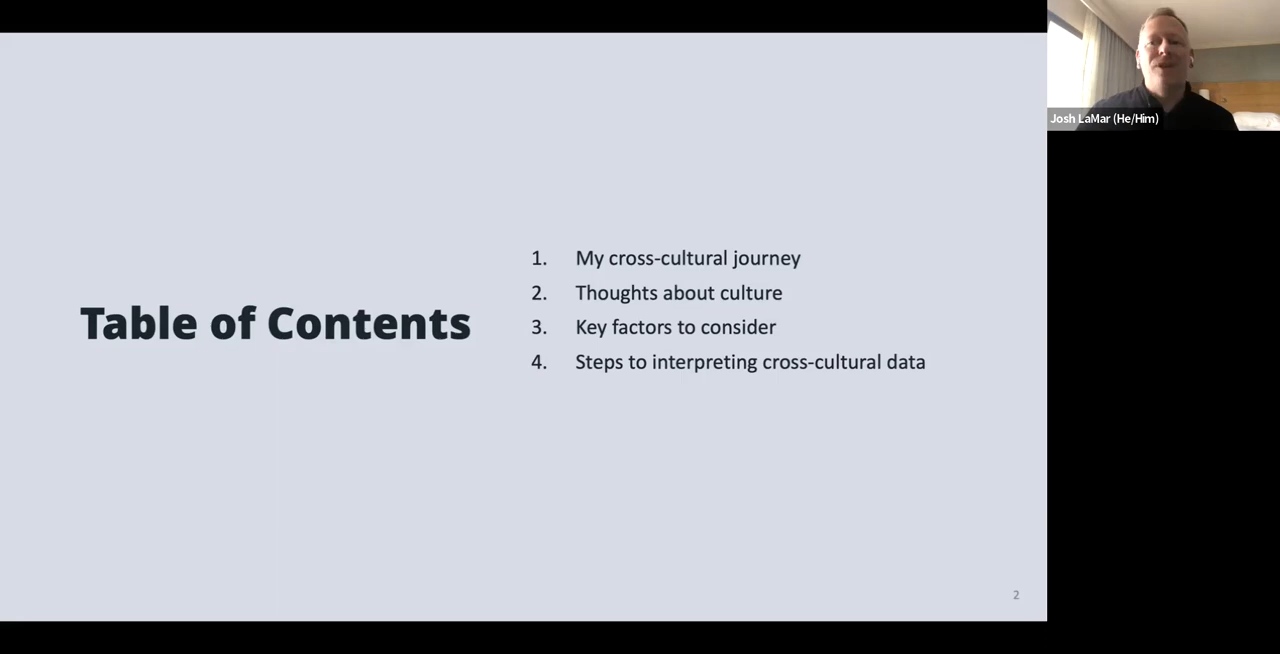 Table of Contents
1. My cross-cultural journey
2. Thoughts about culture
3. Key factors to consider
4. Steps to interpreting cross-cultural data
2
Josh LaMar (He/Him)